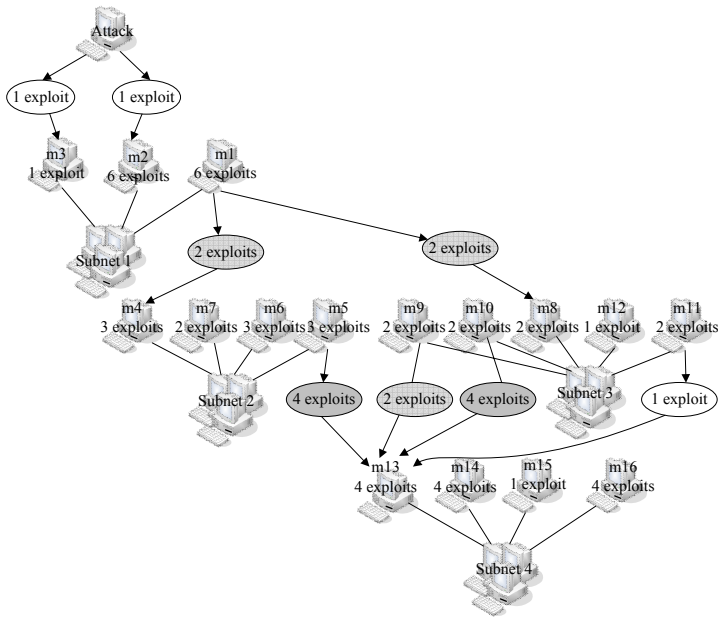 Attack
1 exploit
1 exploit
m3
1 exploit
m2
6 exploits
m1
6 exploits
Subnet 1
2 exploits
2 exploits
m4
3 exploits
m7
2 exploits
m6
3 exploits
m5
3 exploits
m9
2 exploits
m10
2 exploits
m8
2 exploits
m12
1 exploit
m11
2 exploits
Subnet 2
4 exploits
2 exploits
4 exploits
Subnet 3
1 exploit
m13
4 exploits
m14
4 exploits
m15
1 exploit
m16
4 exploits
Subnet 4